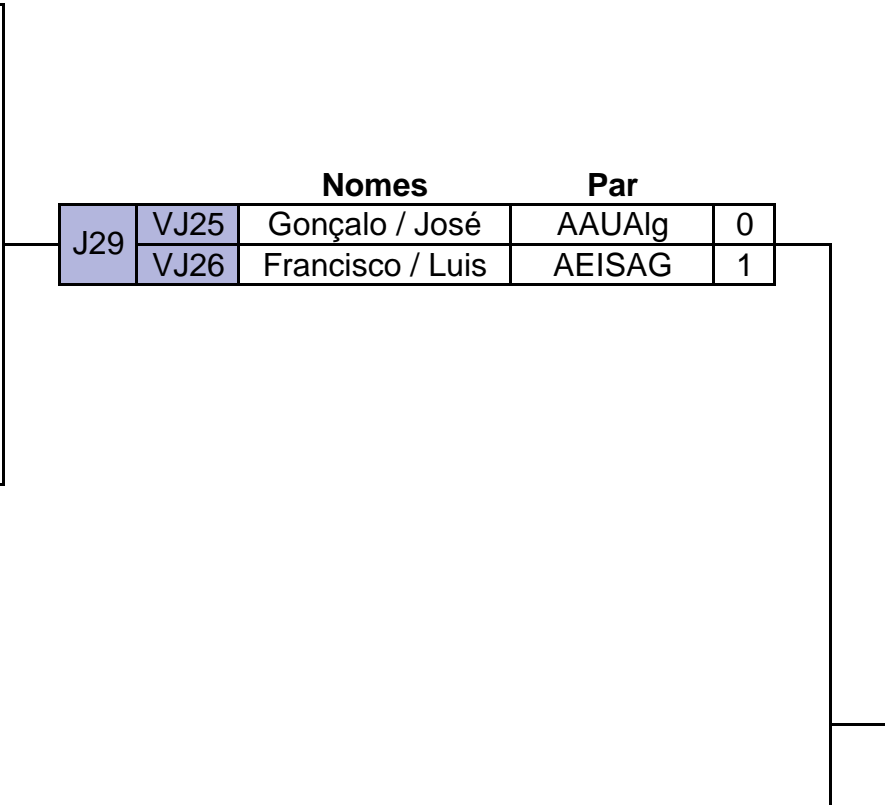 Nomes Par
J29 VJ25 Gonçalo / José AAUAlg 0
VJ26 Francisco / Luis AEISAG 1